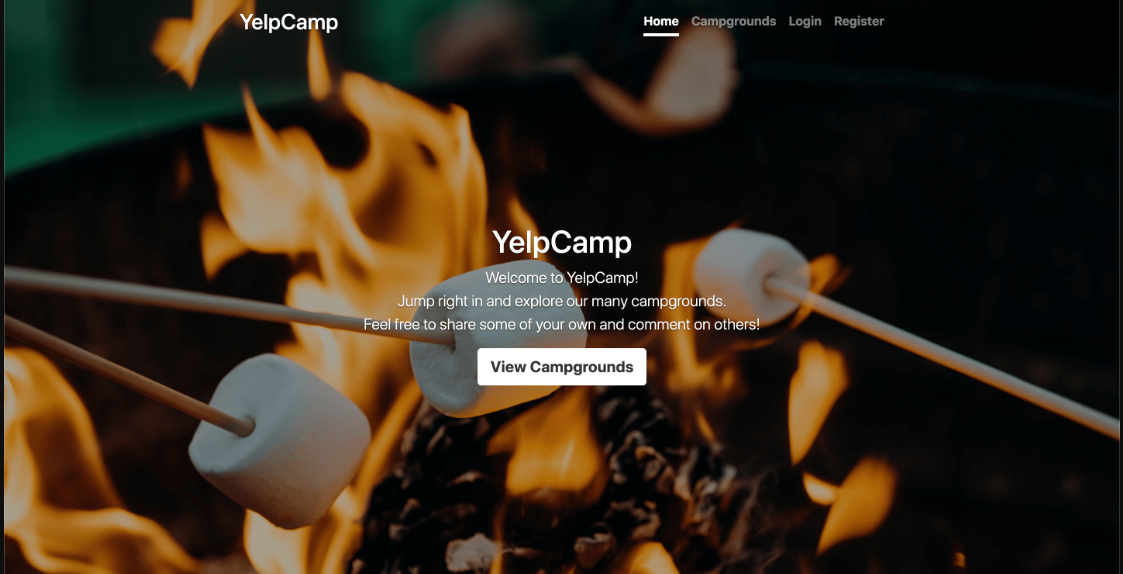 YelpCamp
Home Campgrounds Login Register
YelpCamp
Welcome to YelpCamp!
Jump right in and explore our many campgrounds.
Feel free to share some of your own and comment on others!
View Campgrounds